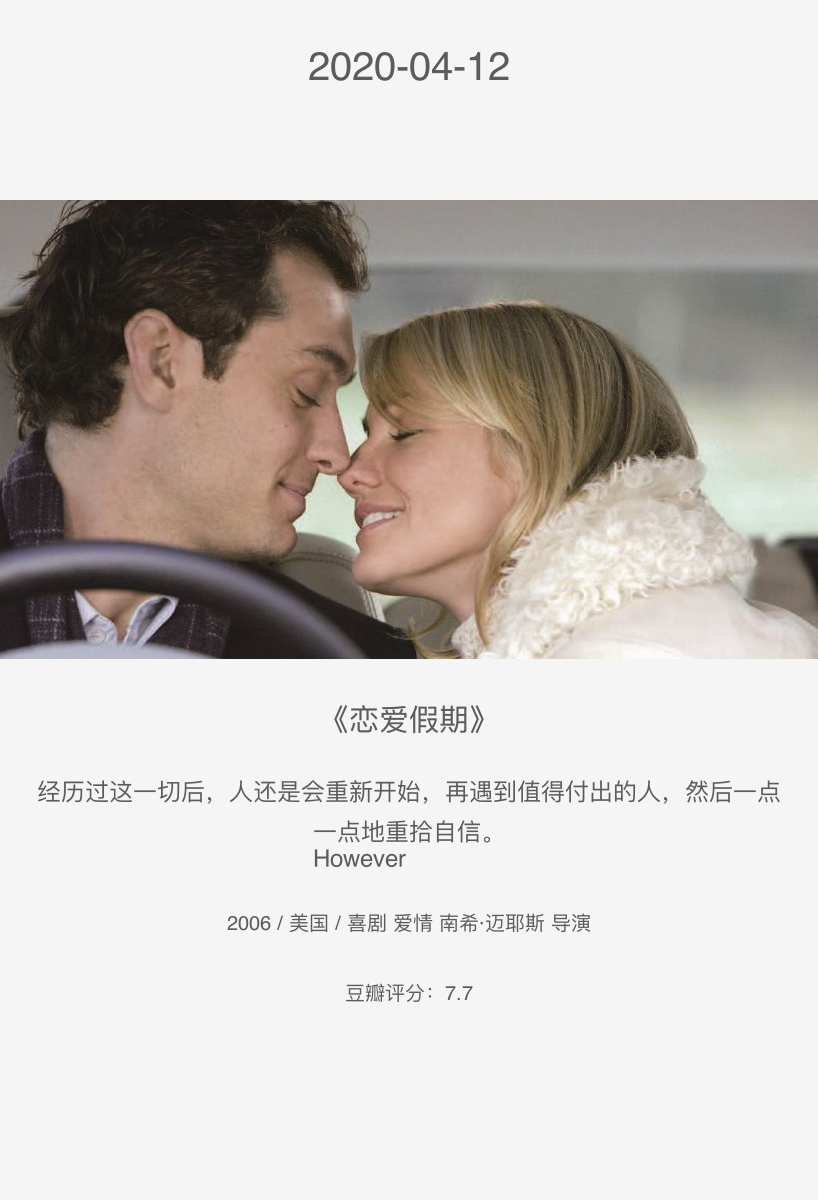 2020-04-12
《恋爱假期》
经历过这一切后，人还是会重新开始，再遇到值得付出的人，然后一点
一点地重拾自信。
However
2006 / 美国 / 喜剧 爱情 南希·迈耶斯 导演
豆瓣评分：7.7